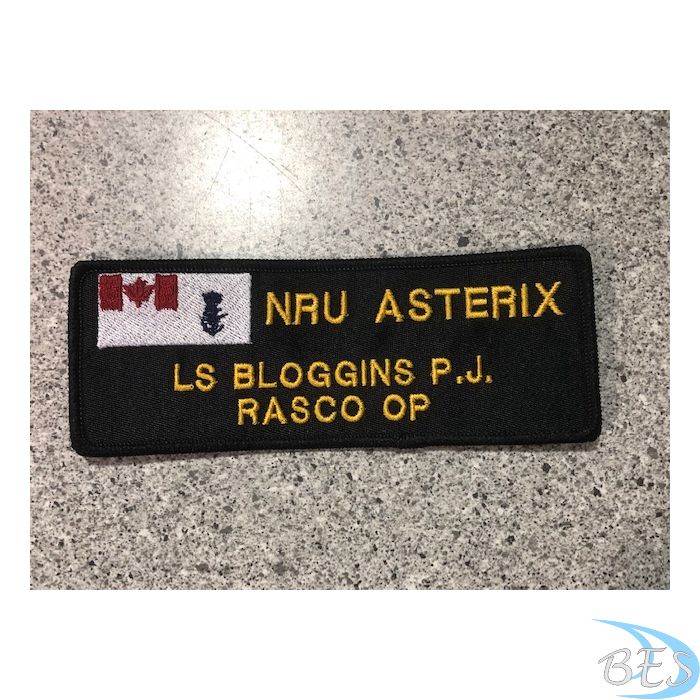 NRU ASTERIX
LS BLOGGINS P.J.
RASCO OP
BES